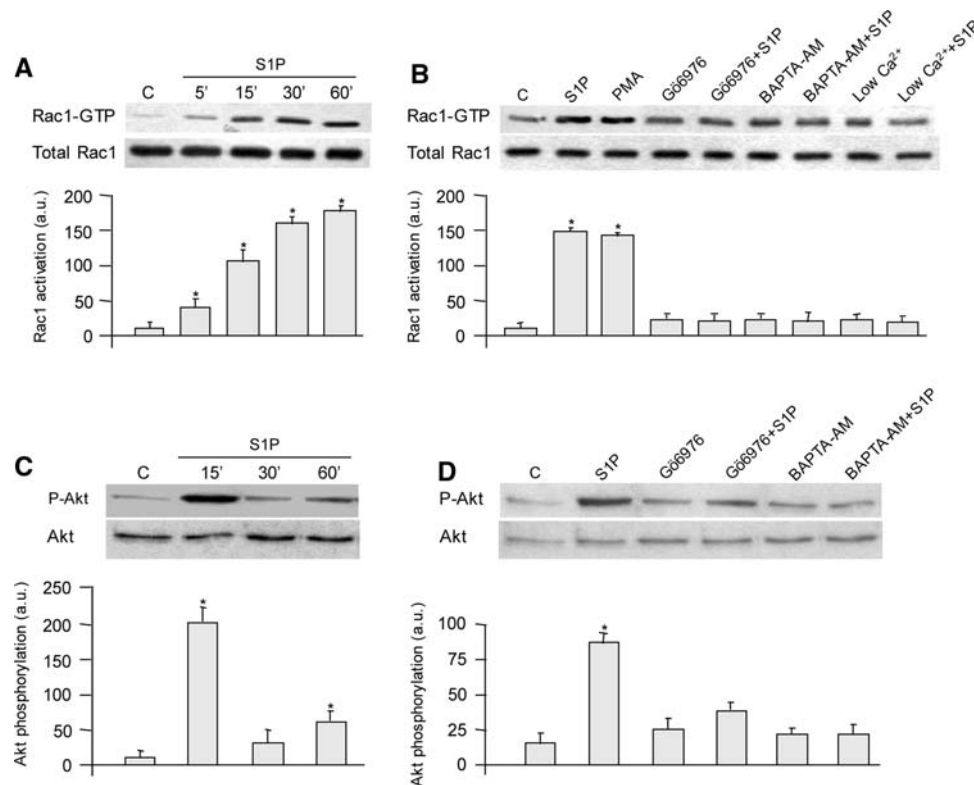 A
S1P
C 5' 15' 30' 60'
Rac1-GTP
Total Rac1
Rac1 activation (a.u.)
200
150
100
50
0
*
*
*
*
B
C S1P PMA Gö6976 Gö6976+S1P BAPTA-AM BAPTA-AM+S1P Low Ca²⁺ Low Ca²⁺+S1P
Rac1-GTP
Total Rac1
Rac1 activation (a.u.)
200
150
100
50
0
* *
C
S1P
C 15' 30' 60'
P-Akt
Akt
Akt phosphorylation (a.u.)
250
200
150
100
50
0
*
*
D
C S1P Gö6976 Gö6976+S1P BAPTA-AM BAPTA-AM+S1P
P-Akt
Akt
Akt phosphorylation (a.u.)
100
75
50
25
0
*